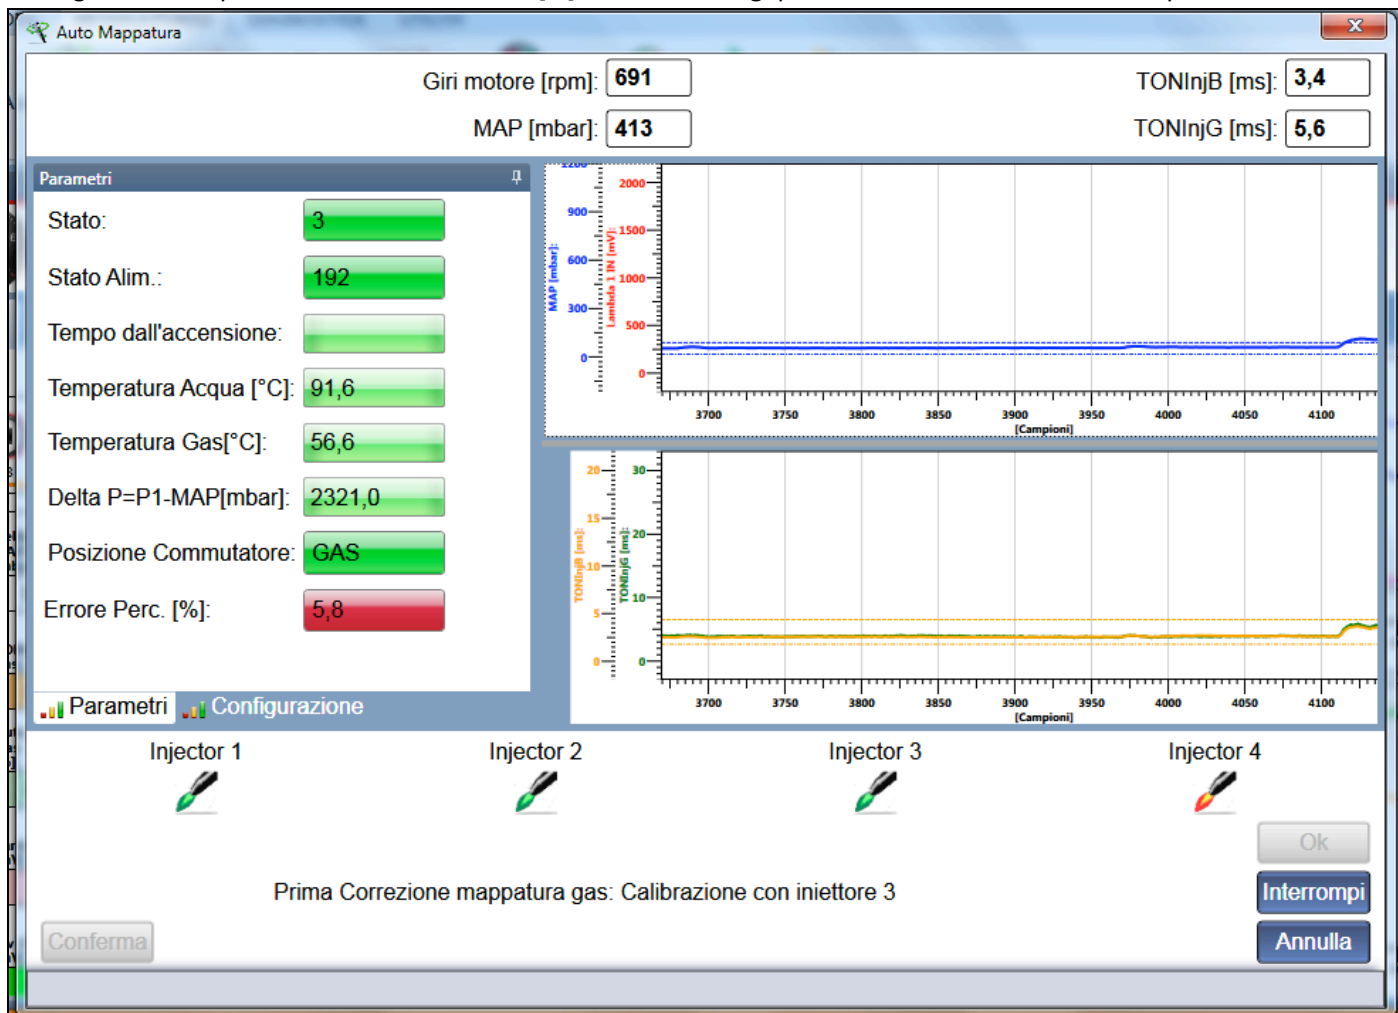 Auto Mappatura
Giri motore [rpm]: 691
TONInjB [ms]: 3,4
MAP [mbar]: 413
TONInjG [ms]: 5,6
Parametri
Stato: 3
Stato Alim.: 192
Tempo dall'accensione:
Temperatura Acqua [°C]: 91,6
Temperatura Gas[°C]: 56,6
Delta P=P1-MAP[mbar]: 2321,0
Posizione Commutatore: GAS
Errore Perc. [%]: 5,8
Parametri Configurazione
MAP [mbar]:
1200
900
600
300
0
Lambda 1 IN [mV]:
2000
1500
1000
500
0
3700 3750 3800 3850 3900 3950 4000 4050 4100
[Campioni]
TONInjB [ms]:
20
15
10
5
0
TONInjG [ms]:
30
20
10
0
3700 3750 3800 3850 3900 3950 4000 4050 4100
[Campioni]
Injector 1 Injector 2 Injector 3 Injector 4
Ok
Prima Correzione mappatura gas: Calibrazione con iniettore 3
Interrompi
Conferma
Annulla